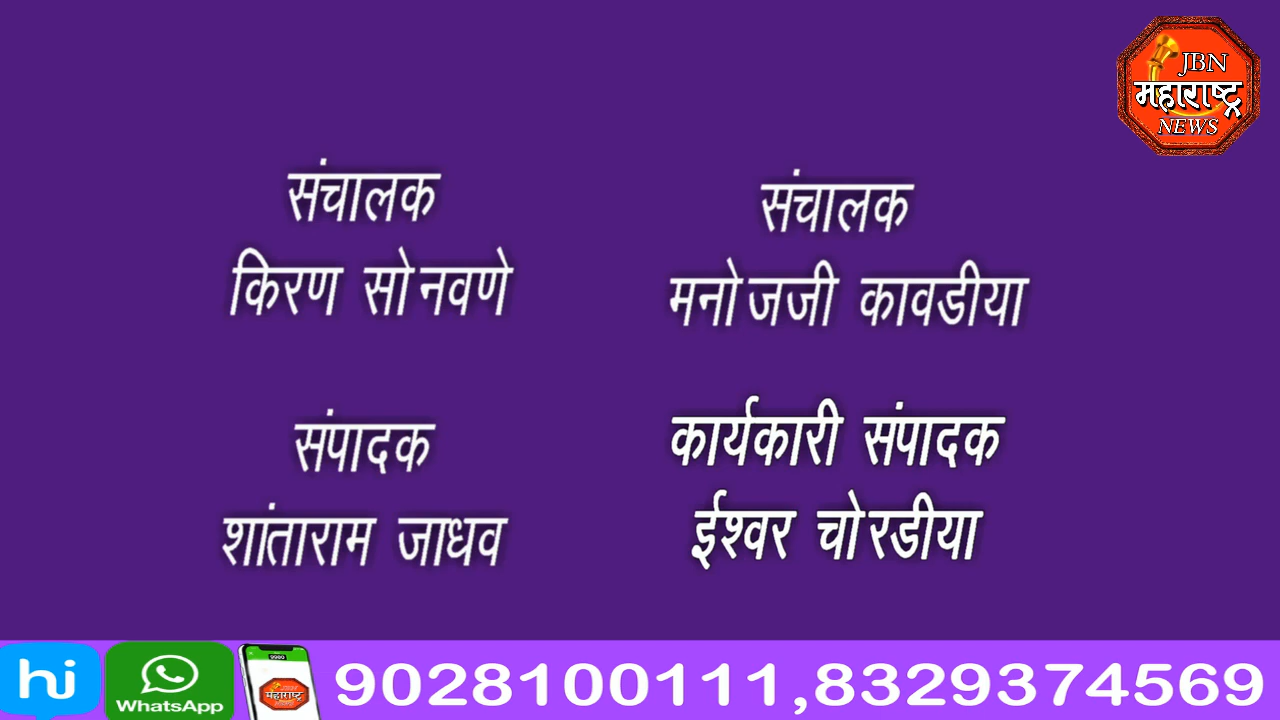 JBN
महाराष्ट्र
NEWS
संचालक
किरण सोनवणे
संचालक
मनोजजी कावडीया
संपादक
शांताराम जाधव
कार्यकारी संपादक
ईश्वर चोरडीया
hi
WhatsApp
महाराष्ट्र
9028100111,8329374569